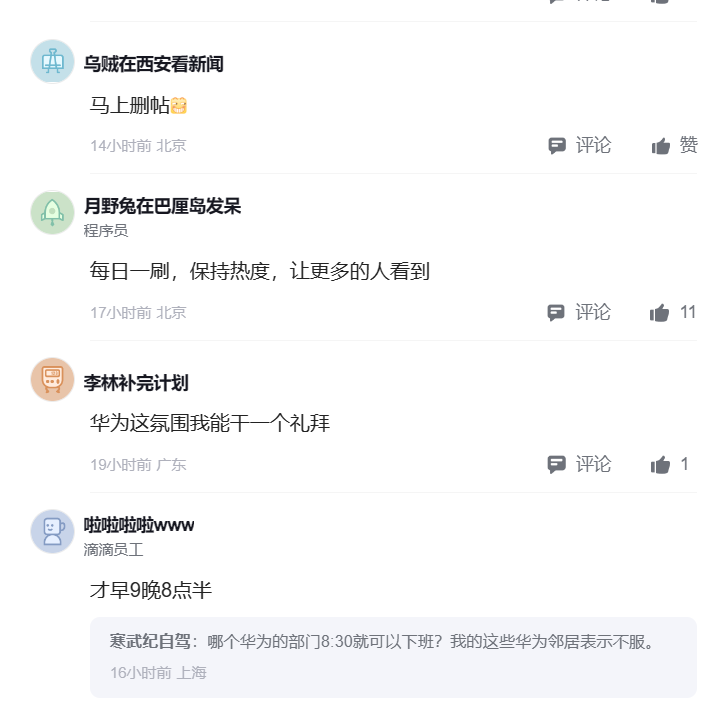 乌贼在西安看新闻
马上删帖
14小时前 北京
评论
赞
月野兔在巴厘岛发呆
程序员
每日一刷，保持热度，让更多的人看到
17小时前 北京
评论
11
李林补完计划
华为这氛围我能干一个礼拜
19小时前 广东
评论
1
啦啦啦啦www
滴滴员工
才早9晚8点半
寒武纪自驾：哪个华为的部门8:30就可以下班？我的这些华为邻居表示不服。
16小时前 上海